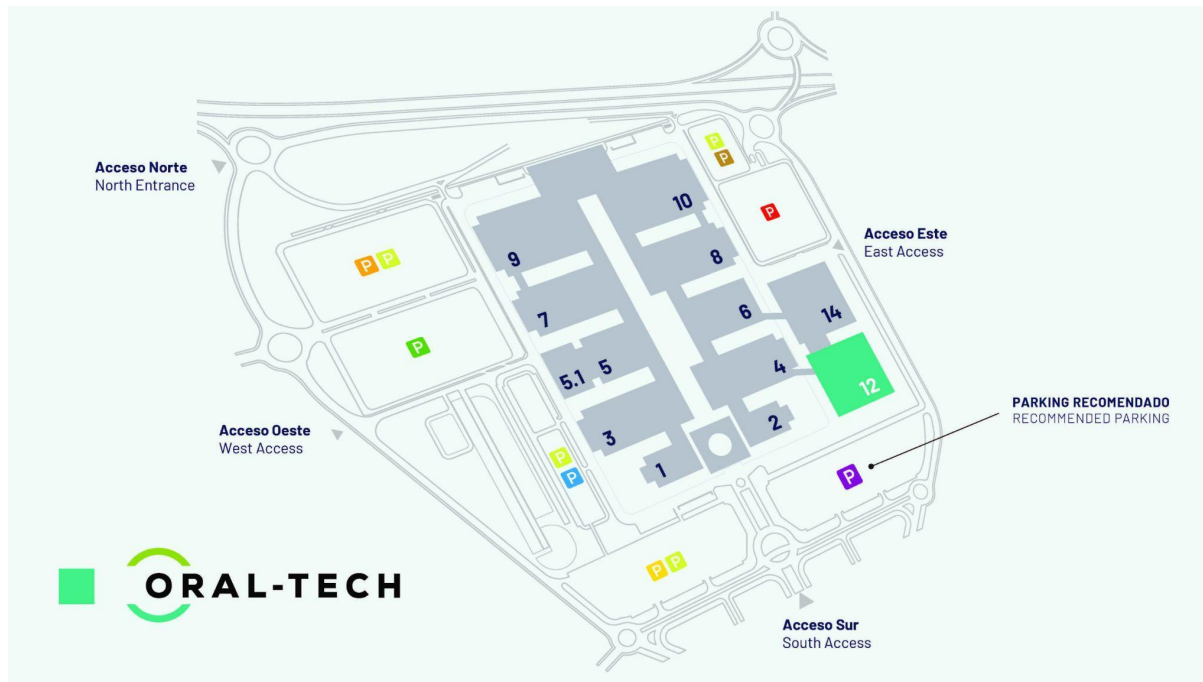 Acceso Norte
North Entrance
P
P
10
P
Acceso Este
East Access
9
8
P P
7
6
14
P
5.1
5
4
12
PARKING RECOMENDADO
RECOMMENDED PARKING
Acceso Oeste
West Access
3
2
P
P
1
P
P P
ORAL-TECH
Acceso Sur
South Access